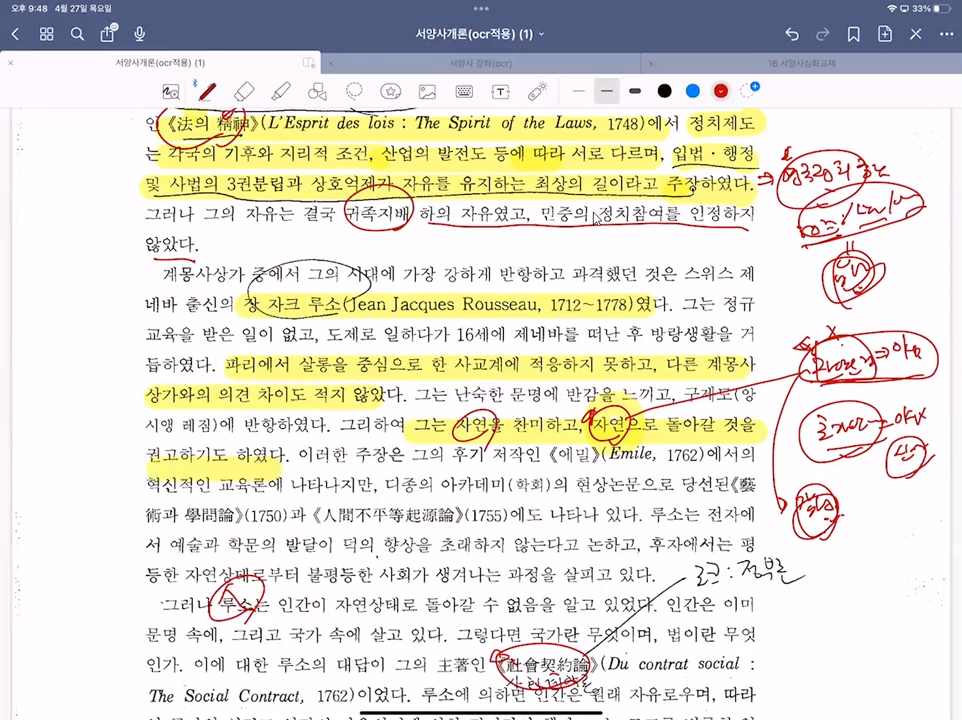 오후 9:48 4월 27일 목요일
33%
서양사개론(ocr적용) (1)
서양사개론(ocr적용) (1)
서양사 강좌(ocr)
16.서양사심화교재
인 《法의 精神》(L'Esprit des lois : The Spirit of the Laws, 1748)에서 정치제도
는 각국의 기후와 지리적 조건, 산업의 발전도 등에 따라 서로 다르며, 입법·행정
및 사법의 3권분립과 상호억제가 자유를 유지하는 최상의 길이라고 주장하였다.
그러나 그의 자유는 결국 귀족지배 하의 자유였고, 민중의 정치참여를 인정하지
않았다.
계몽사상가 중에서 그의 시대에 가장 강하게 반항하고 과격했던 것은 스위스 제
네바 출신의 장 자크 루소(Jean Jacques Rousseau, 1712~1778)였다. 그는 정규
교육을 받은 일이 없고, 도제로 일하다가 16세에 제네바를 떠난 후 방랑생활을 거
듭하였다. 파리에서 살롱을 중심으로 한 사교계에 적응하지 못하고, 다른 계몽사
상가와의 의견 차이도 적지 않았다. 그는 난숙한 문명에 반감을 느끼고, 구제도(앙
시앵 레짐)에 반항하였다. 그리하여 그는 자연을 찬미하고, 자연으로 돌아갈 것을
권고하기도 하였다. 이러한 주장은 그의 후기 저작인 《에밀》(Emile, 1762)에서의
혁신적인 교육론에 나타나지만, 디종의 아카데미(학회)의 현상논문으로 당선된《藝
術과 學問論》(1750)과 《人間不平等起源論》(1755)에도 나타나 있다. 루소는 전자에
서 예술과 학문의 발달이 덕의 향상을 초래하지 않는다고 논하고, 후자에서는 평
등한 자연상태로부터 불평등한 사회가 생겨나는 과정을 살피고 있다.
로크 : 정부론
그러나 루소는 인간이 자연상태로 돌아갈 수 없음을 알고 있었다. 인간은 이미
문명 속에, 그리고 국가 속에 살고 있다. 그렇다면 국가란 무엇이며, 법이란 무엇
인가. 이에 대한 루소의 대답이 그의 主著인 《社會契約論》(Du contrat social :
사회계약론
The Social Contract, 1762)이었다. 루소에 의하면 인간은 원래 자유로우며, 따라